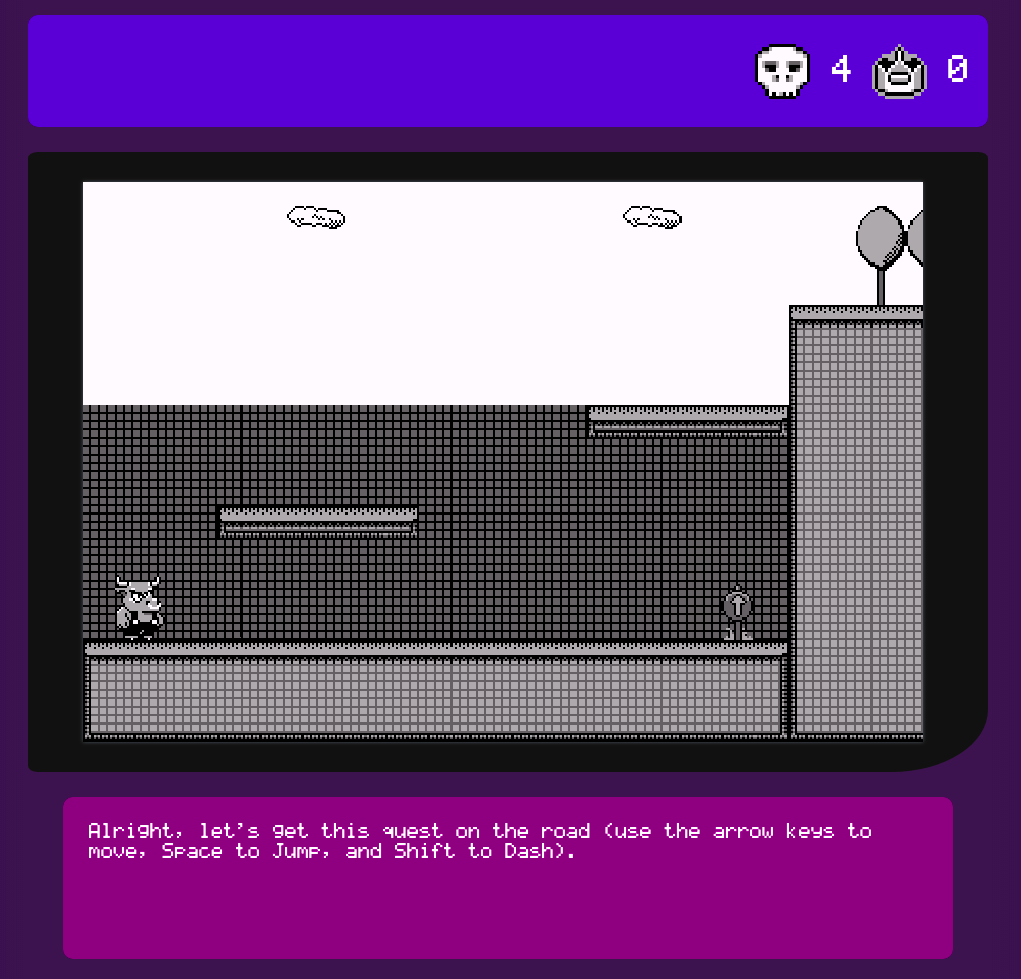 4 0
Alright, let's get this quest on the road (use the arrow keys to
move, Space to Jump, and Shift to Dash).